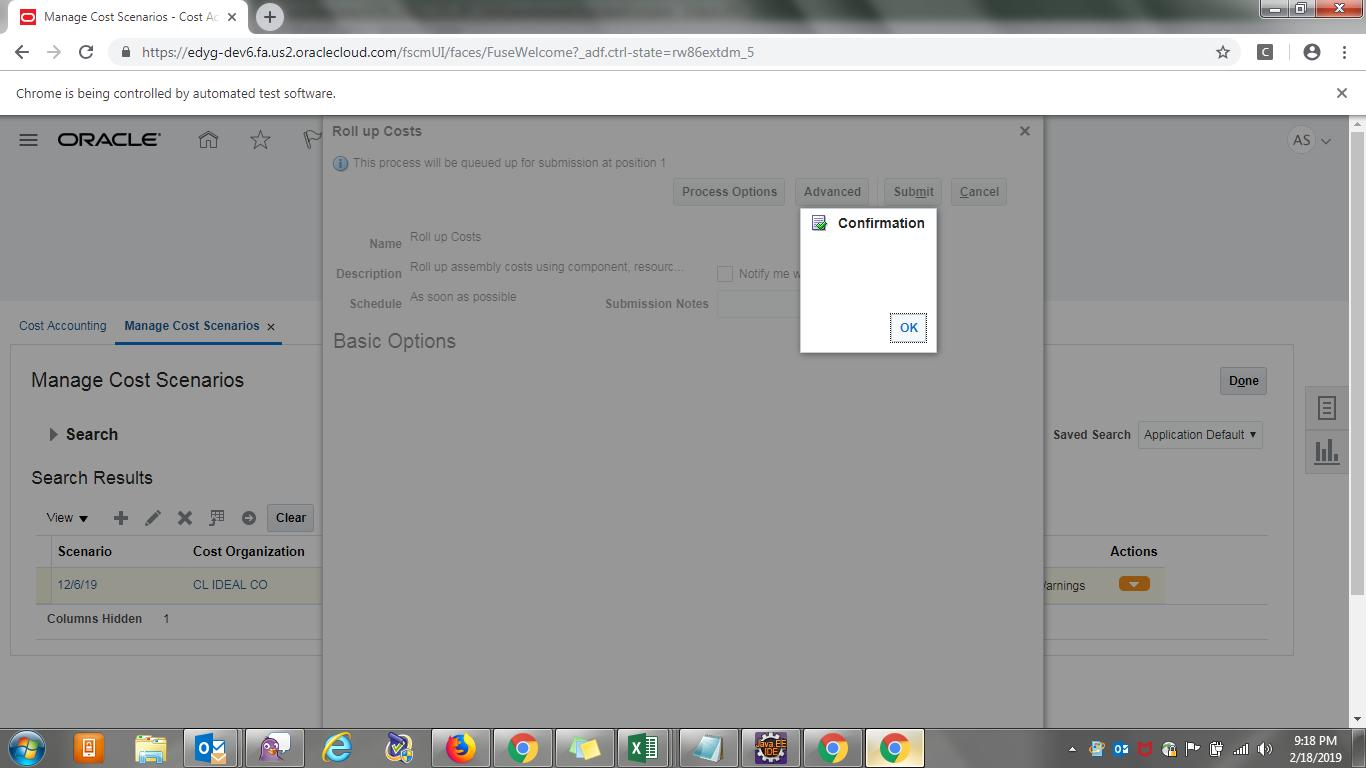 Manage Cost Scenarios - Cost Ac
https://edyg-dev6.fa.us2.oraclecloud.com/fscmUI/faces/FuseWelcome?_adf.ctrl-state=rw86extdm_5
C
Chrome is being controlled by automated test software.
ORACLE
AS
Roll up Costs
This process will be queued up for submission at position 1
Process Options Advanced Submit Cancel
Confirmation
OK
Name Roll up Costs
Description Roll up assembly costs using component, resourc... Notify me w
Schedule As soon as possible Submission Notes
Basic Options
Cost Accounting Manage Cost Scenarios
Manage Cost Scenarios
Done
Search
Saved Search Application Default
Search Results
View Clear
Scenario Cost Organization Actions
12/6/19 CL IDEAL CO Warnings
Columns Hidden 1
Java EE
IDE
9:18 PM
2/18/2019